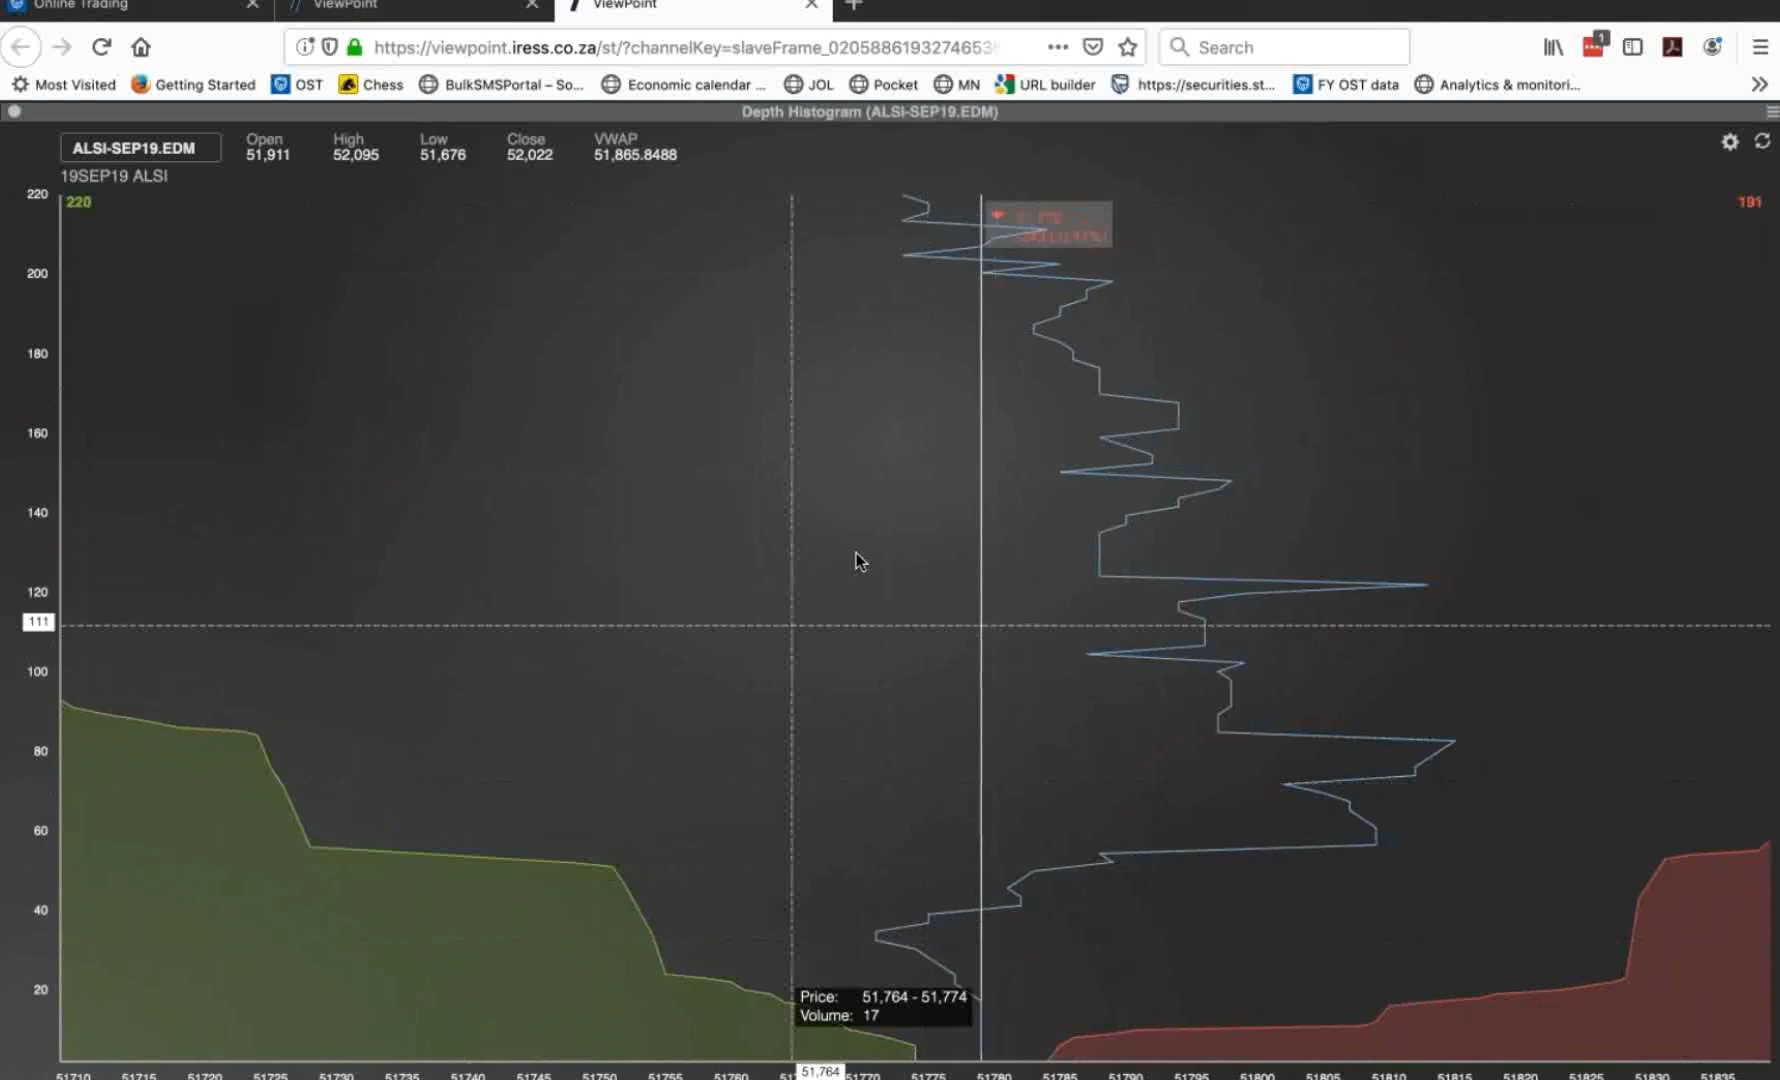 Online Trading
ViewPoint
ViewPoint
https://viewpoint.iress.co.za/st/?channelKey=slaveFrame_020588619327465
Search
1
Most Visited
Getting Started
OST
Chess
BulkSMSPortal – So...
Economic calendar ...
JOL
Pocket
MN
URL builder
https://securities.st...
FY OST data
Analytics & monitori...
Depth Histogram (ALSI-SEP19.EDM)
ALSI-SEP19.EDM
Open
High
Low
Close
VWAP
51,911
52,095
51,676
52,022
51,865.8488
19SEP19 ALSI
220
220
191
200
180
160
140
120
111
100
80
60
40
20
Price: 51,764 - 51,774
Volume: 17
51710 51715 51720 51725 51730 51735 51740 51745 51750 51755 51760 51,764 51770 51775 51780 51785 51790 51795 51800 51805 51810 51815 51820 51825 51830 51835